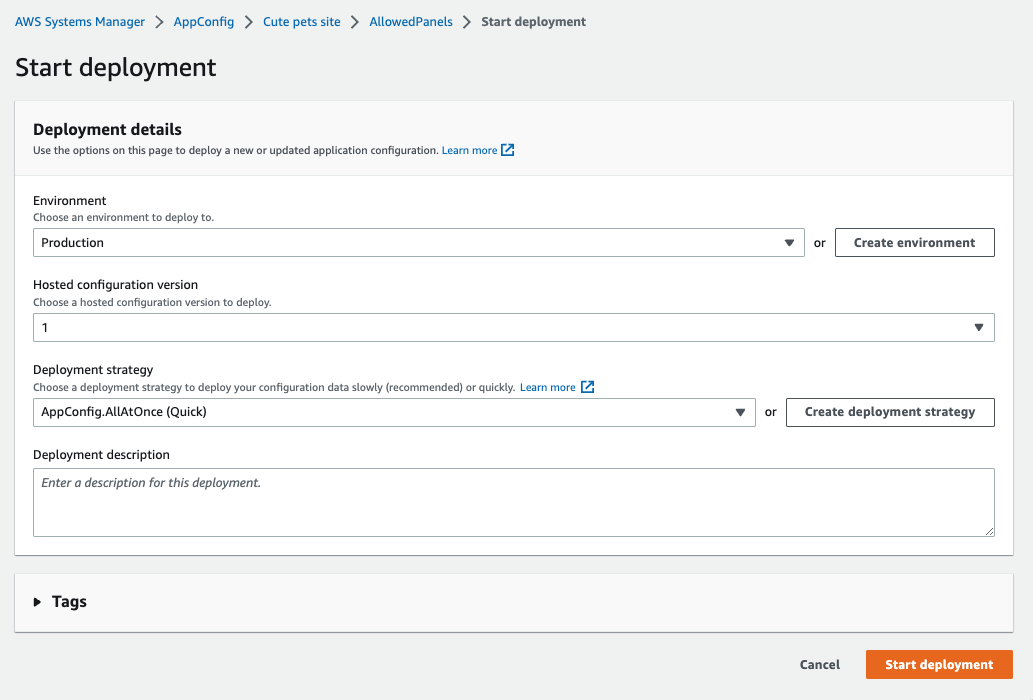 AWS Systems Manager > AppConfig > Cute pets site > AllowedPanels > Start deployment
Start deployment
Deployment details
Use the options on this page to deploy a new or updated application configuration. Learn more
Environment
Choose an environment to deploy to.
Production or Create environment
Hosted configuration version
Choose a hosted configuration version to deploy.
1
Deployment strategy
Choose a deployment strategy to deploy your configuration data slowly (recommended) or quickly. Learn more
AppConfig.AllAtOnce (Quick) or Create deployment strategy
Deployment description
Enter a description for this deployment.
Tags
Cancel Start deployment